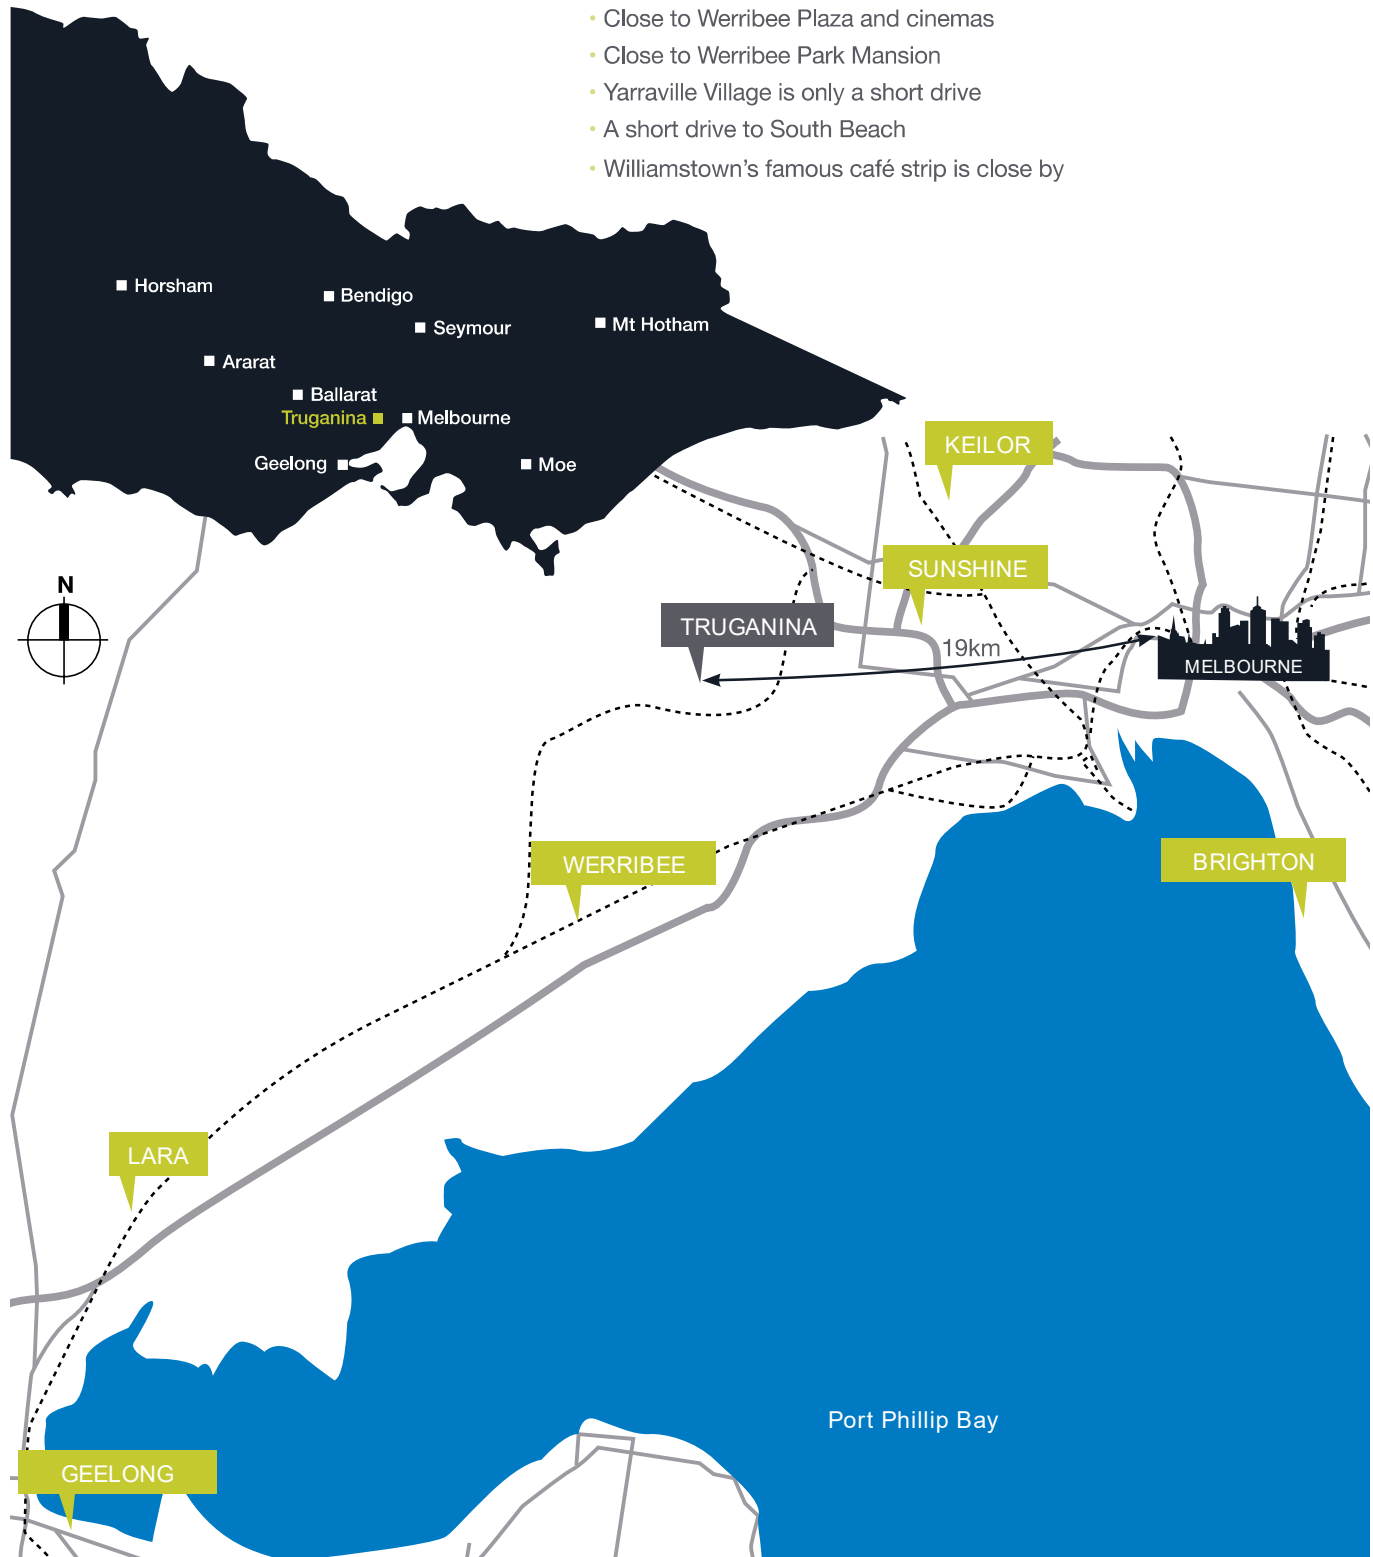 • Close to Werribee Plaza and cinemas
• Close to Werribee Park Mansion
• Yarraville Village is only a short drive
• A short drive to South Beach
• Williamstown’s famous café strip is close by
Horsham
Bendigo
Seymour
Mt Hotham
Ararat
Ballarat
Truganina
Melbourne
Geelong
Moe
KEILOR
SUNSHINE
N
TRUGANINA
19km
MELBOURNE
WERRIBEE
BRIGHTON
LARA
Port Phillip Bay
GEELONG